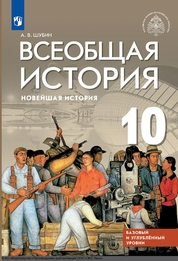 А. В. ШУБИН
ВСЕОБЩАЯ
ИСТОРИЯ
НОВЕЙШАЯ ИСТОРИЯ
10
БАЗОВЫЙ
И УГЛУБЛЁННЫЙ
УРОВНИ